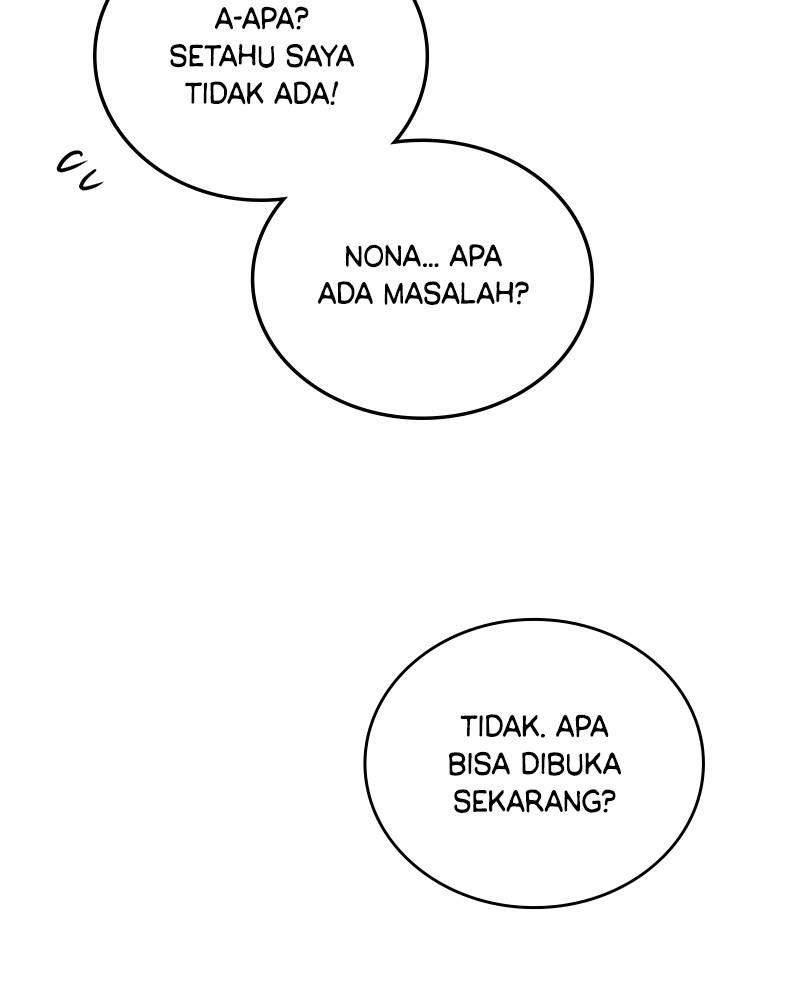 A-APA?
SETAHU SAYA
TIDAK ADA!
NONA... APA
ADA MASALAH?
TIDAK. APA
BISA DIBUKA
SEKARANG?